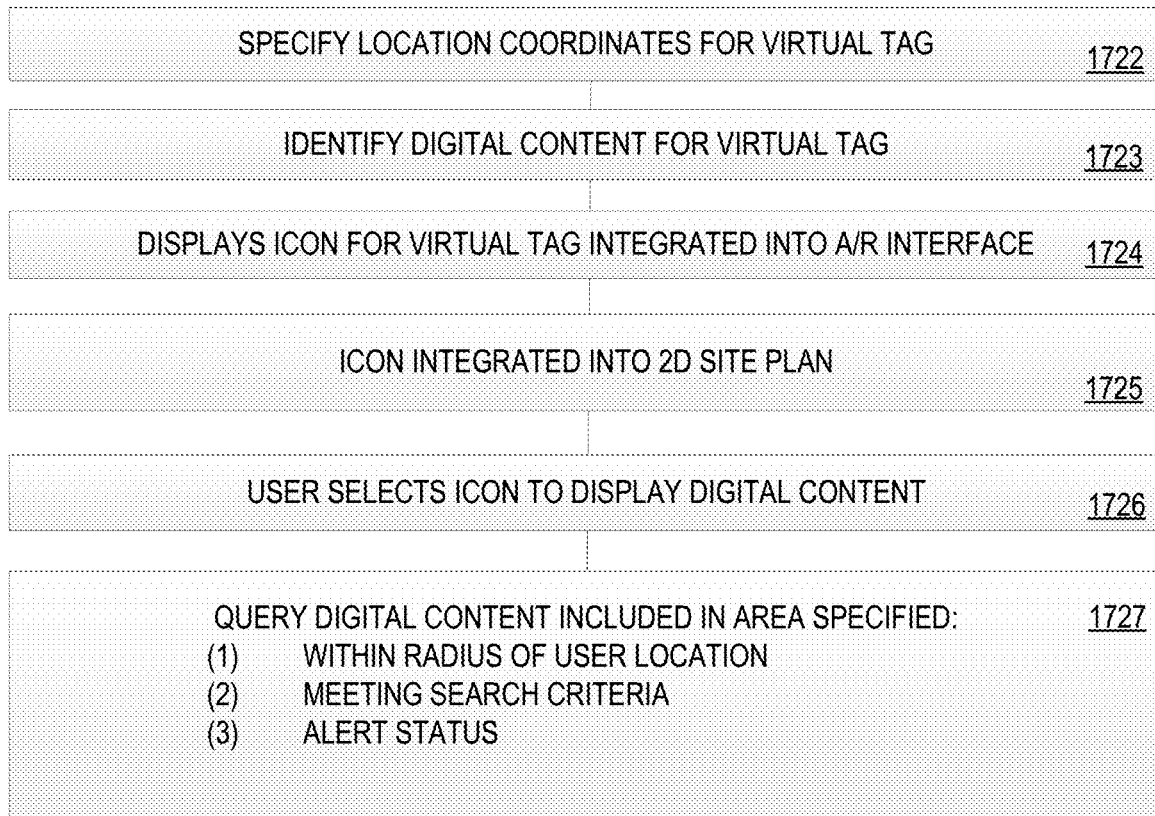 SPECIFY LOCATION COORDINATES FOR VIRTUAL TAG
1722
IDENTIFY DIGITAL CONTENT FOR VIRTUAL TAG
1723
DISPLAYS ICON FOR VIRTUAL TAG INTEGRATED INTO A/R INTERFACE
1724
ICON INTEGRATED INTO 2D SITE PLAN
1725
USER SELECTS ICON TO DISPLAY DIGITAL CONTENT
1726
QUERY DIGITAL CONTENT INCLUDED IN AREA SPECIFIED: 1727
(1) WITHIN RADIUS OF USER LOCATION
(2) MEETING SEARCH CRITERIA
(3) ALERT STATUS